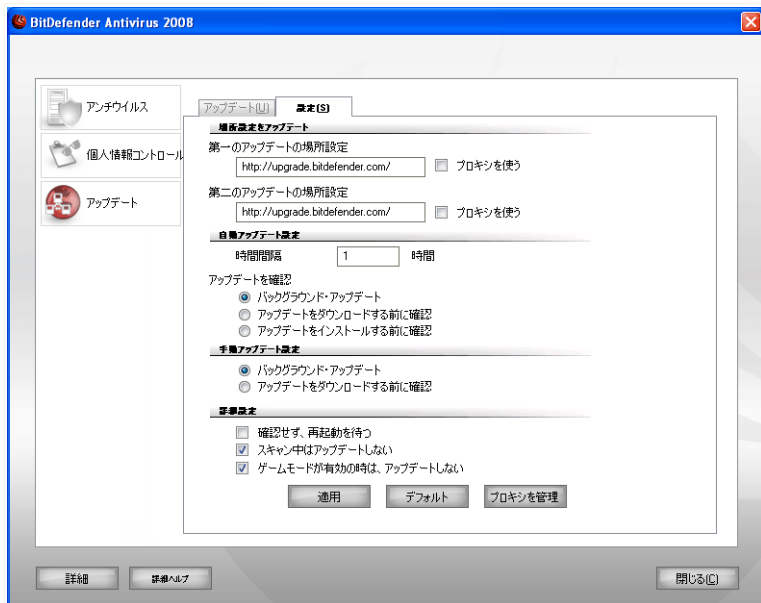 BitDefender Antivirus 2008
アンチウイルス
個人情報コントロール
アップデート
アップデート(U)
設定(S)
場所設定をアップデート
第一のアップデートの場所設定
http://upgrade.bitdefender.com/
プロキシを使う
第二のアップデートの場所設定
http://upgrade.bitdefender.com/
プロキシを使う
自動アップデート設定
時間間隔 1 時間
アップデートを確認
バックグラウンド・アップデート
アップデートをダウンロードする前に確認
アップデートをインストールする前に確認
手動アップデート設定
バックグラウンド・アップデート
アップデートをダウンロードする前に確認
詳細設定
確認せず、再起動を待つ
スキャン中はアップデートしない
ゲームモードが有効の時は、アップデートしない
適用
デフォルト
プロキシを管理
詳細
詳細ヘルプ
閉じる(C)